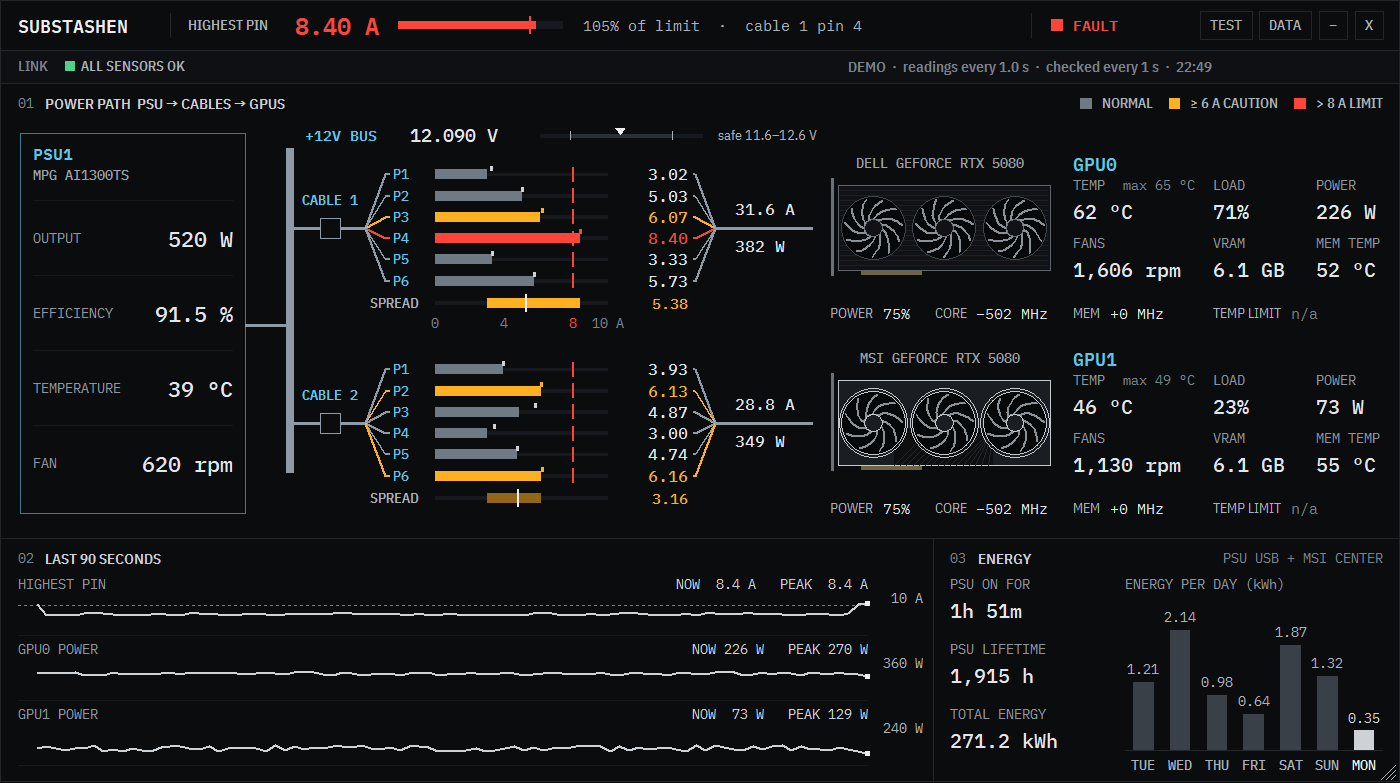 SUBSTASHEN HIGHEST PIN 8.40 A 105% of limit · cable 1 pin 4 FAULT TEST DATA − X
LINK ALL SENSORS OK DEMO · readings every 1.0 s · checked every 1 s · 22:49
01 POWER PATH PSU → CABLES → GPUS NORMAL ≥ 6 A CAUTION > 8 A LIMIT
PSU1
MPG AI1300TS
OUTPUT 520 W
EFFICIENCY 91.5 %
TEMPERATURE 39 °C
FAN 620 rpm
+12V BUS 12.090 V safe 11.6–12.6 V
CABLE 1
P1 3.02
P2 5.03
P3 6.07
P4 8.40
P5 3.33
P6 5.73
SPREAD 5.38
0 4 8 10 A
31.6 A
382 W
CABLE 2
P1 3.93
P2 6.13
P3 4.87
P4 3.00
P5 4.74
P6 6.16
SPREAD 3.16
28.8 A
349 W
DELL GEFORCE RTX 5080
GPU0
TEMP max 65 °C LOAD POWER
62 °C 71% 226 W
FANS VRAM MEM TEMP
1,606 rpm 6.1 GB 52 °C
POWER 75% CORE −502 MHz MEM +0 MHz TEMP LIMIT n/a
MSI GEFORCE RTX 5080
GPU1
TEMP max 49 °C LOAD POWER
46 °C 23% 73 W
FANS VRAM MEM TEMP
1,130 rpm 6.1 GB 55 °C
POWER 75% CORE −502 MHz MEM +0 MHz TEMP LIMIT n/a
02 LAST 90 SECONDS
HIGHEST PIN NOW 8.4 A PEAK 8.4 A
10 A
GPU0 POWER NOW 226 W PEAK 270 W
360 W
GPU1 POWER NOW 73 W PEAK 129 W
240 W
03 ENERGY PSU USB + MSI CENTER
PSU ON FOR
1h 51m
PSU LIFETIME
1,915 h
TOTAL ENERGY
271.2 kWh
ENERGY PER DAY (kWh)
1.21 2.14 0.98 0.64 1.87 1.32 0.35
TUE WED THU FRI SAT SUN MON